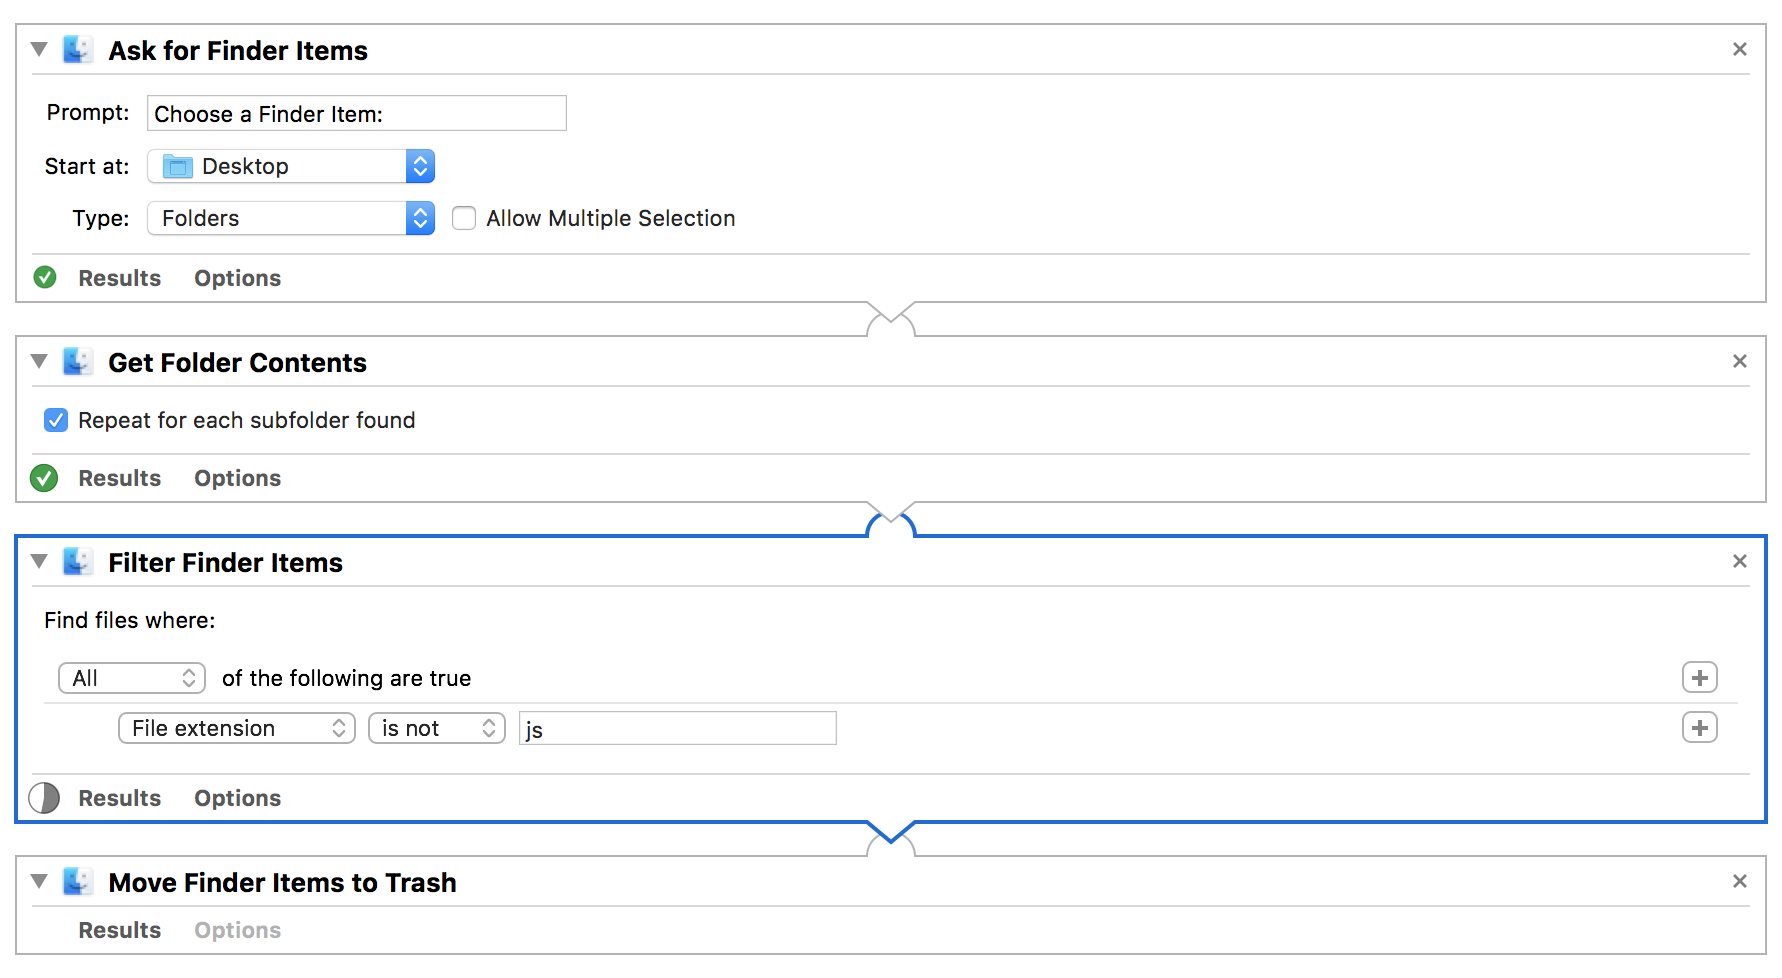 Ask for Finder Items
Prompt: Choose a Finder Item:
Start at: Desktop
Type: Folders Allow Multiple Selection
Results Options
Get Folder Contents
Repeat for each subfolder found
Results Options
Filter Finder Items
Find files where:
All of the following are true
File extension is not js
Results Options
Move Finder Items to Trash
Results Options